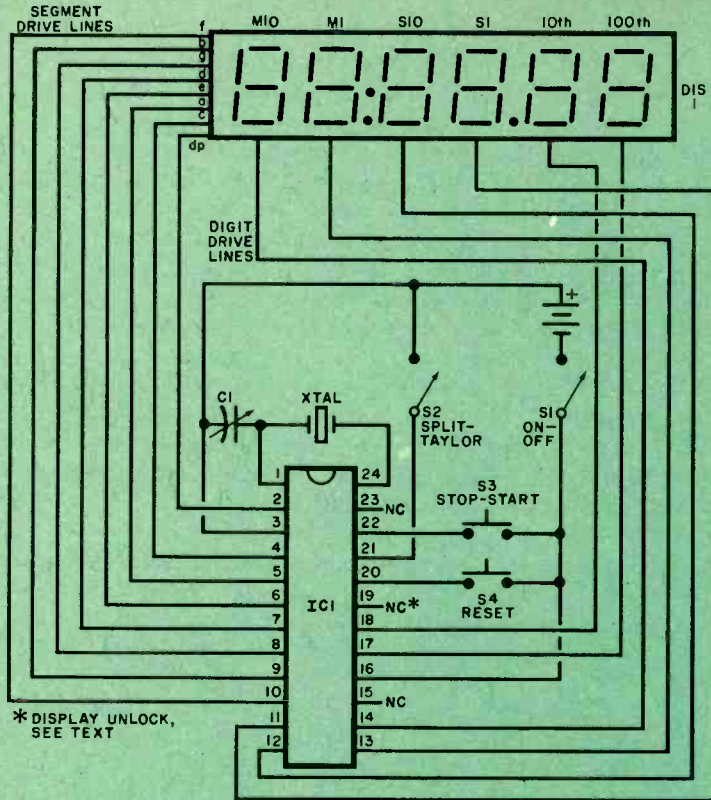 SEGMENT
DRIVE LINES
f
b
g
d
e
a
c
dp
M10 M1 S10 S1 10th 100th
DIS
1
DIGIT
DRIVE
LINES
+
C1
XTAL
S2
SPLIT-
TAYLOR
S1
ON-
OFF
S3
STOP-START
S4
RESET
IC1
1
2
3
4
5
6
7
8
9
10
11
12
24
23 NC
22
21
20
19 NC*
18
17
16
15 NC
14
13
* DISPLAY UNLOCK,
SEE TEXT